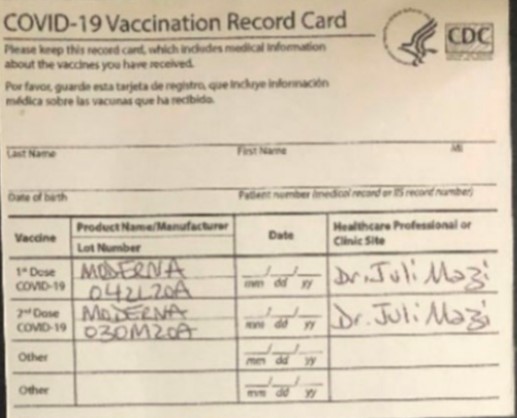 COVID-19 Vaccination Record Card
CDC
Please keep this record card, which includes medical information
about the vaccines you have received.
Por favor, guarde esta tarjeta de registro, que incluye información
médica sobre las vacunas que ha recibido.
Last Name First Name MI
Date of birth Patient number (medical record or IIS record number)
Vaccine Product Name/Manufacturer Date Healthcare Professional or
Lot Number Clinic Site
1st Dose MODERNA Dr. Juli Mazi
COVID-19 042L20A mm dd yy
2nd Dose MODERNA Dr. Juli Mazi
COVID-19 030M20A mm dd yy
Other mm dd yy
Other mm dd yy